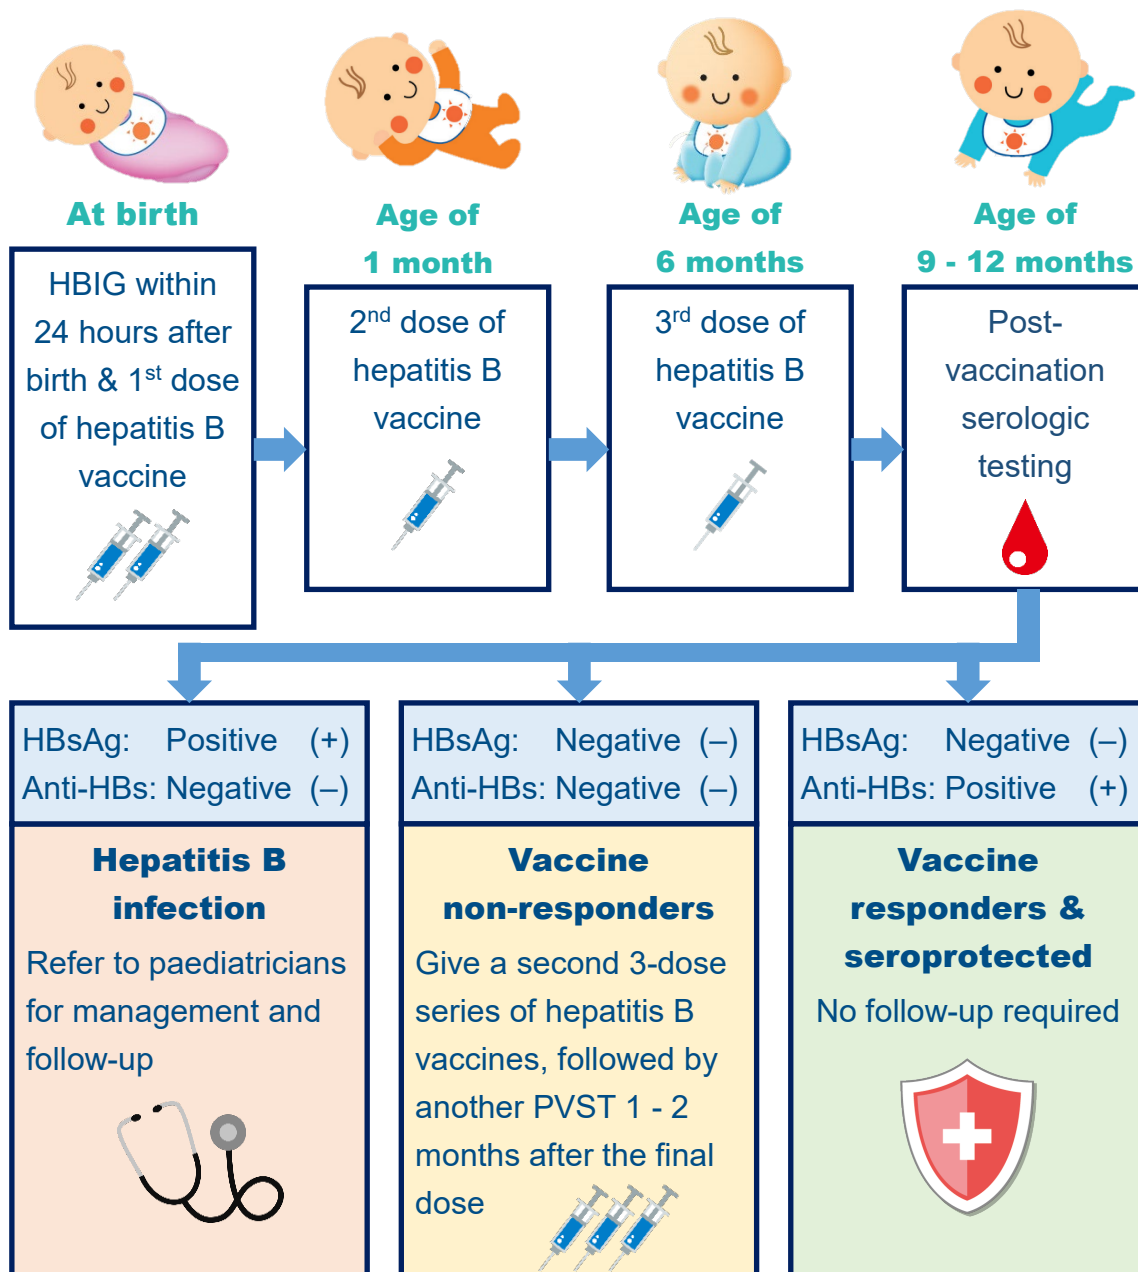 At birth
HBIG within
24 hours after
birth & 1st dose
of hepatitis B
vaccine
Age of
1 month
2nd dose of
hepatitis B
vaccine
Age of
6 months
3rd dose of
hepatitis B
vaccine
Age of
9 - 12 months
Post-
vaccination
serologic
testing
HBsAg: Positive (+)
Anti-HBs: Negative (–)
Hepatitis B
infection
Refer to paediatricians
for management and
follow-up
HBsAg: Negative (–)
Anti-HBs: Negative (–)
Vaccine
non-responders
Give a second 3-dose
series of hepatitis B
vaccines, followed by
another PVST 1 - 2
months after the final
dose
HBsAg: Negative (–)
Anti-HBs: Positive (+)
Vaccine
responders &
seroprotected
No follow-up required